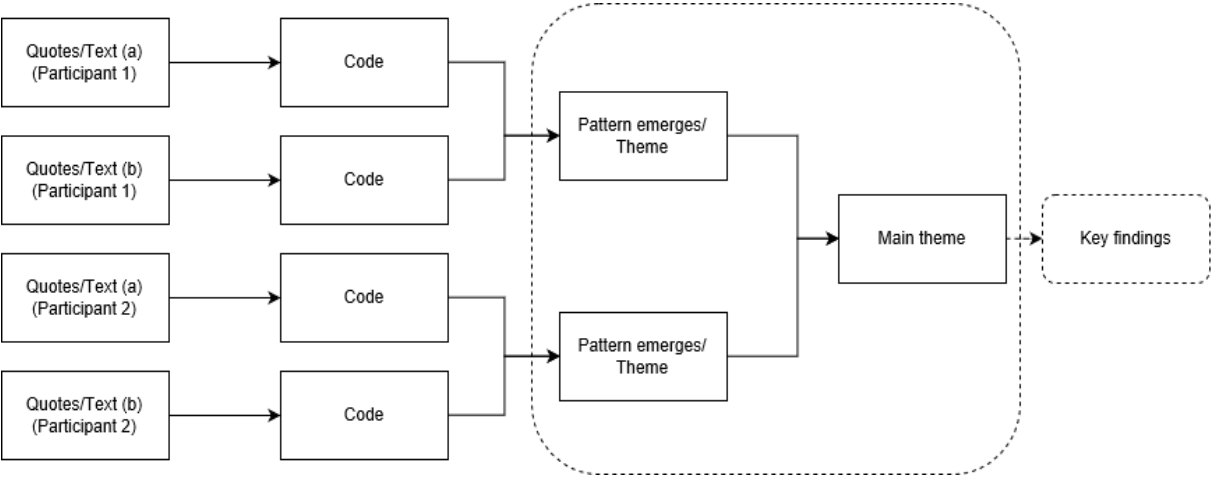 Quotes/Text (a)
(Participant 1)
Code
Quotes/Text (b)
(Participant 1)
Code
Quotes/Text (a)
(Participant 2)
Code
Quotes/Text (b)
(Participant 2)
Code
Pattern emerges/
Theme
Pattern emerges/
Theme
Main theme
Key findings